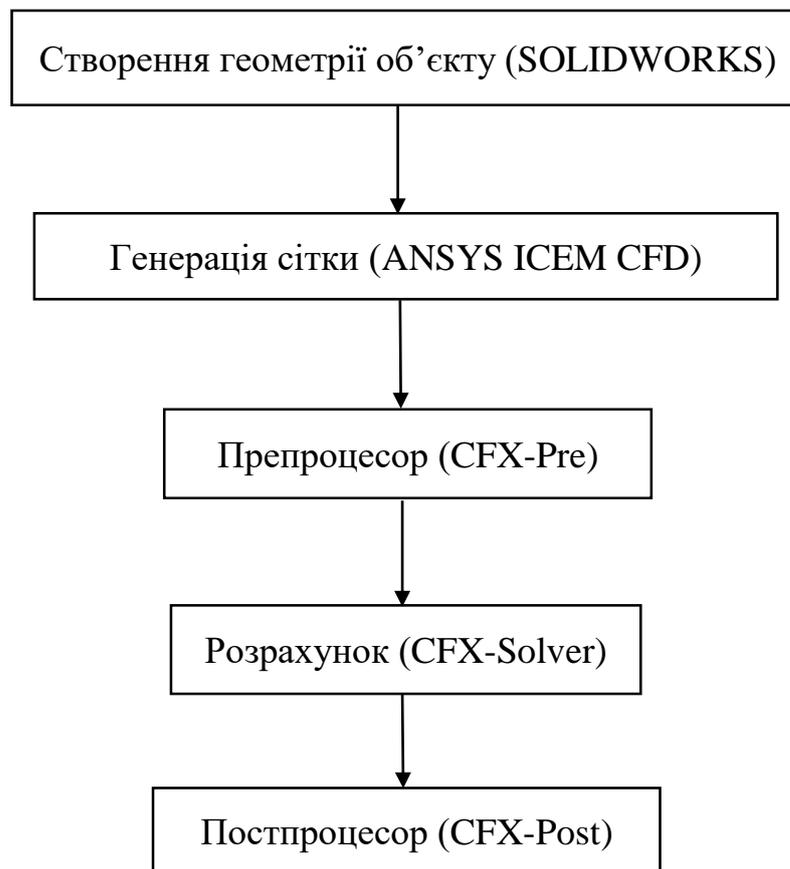 Створення геометрії об’єкту (SOLIDWORKS)
Генерація сітки (ANSYS ICEM CFD)
Препроцесор (CFX-Pre)
Розрахунок (CFX-Solver)
Постпроцесор (CFX-Post)